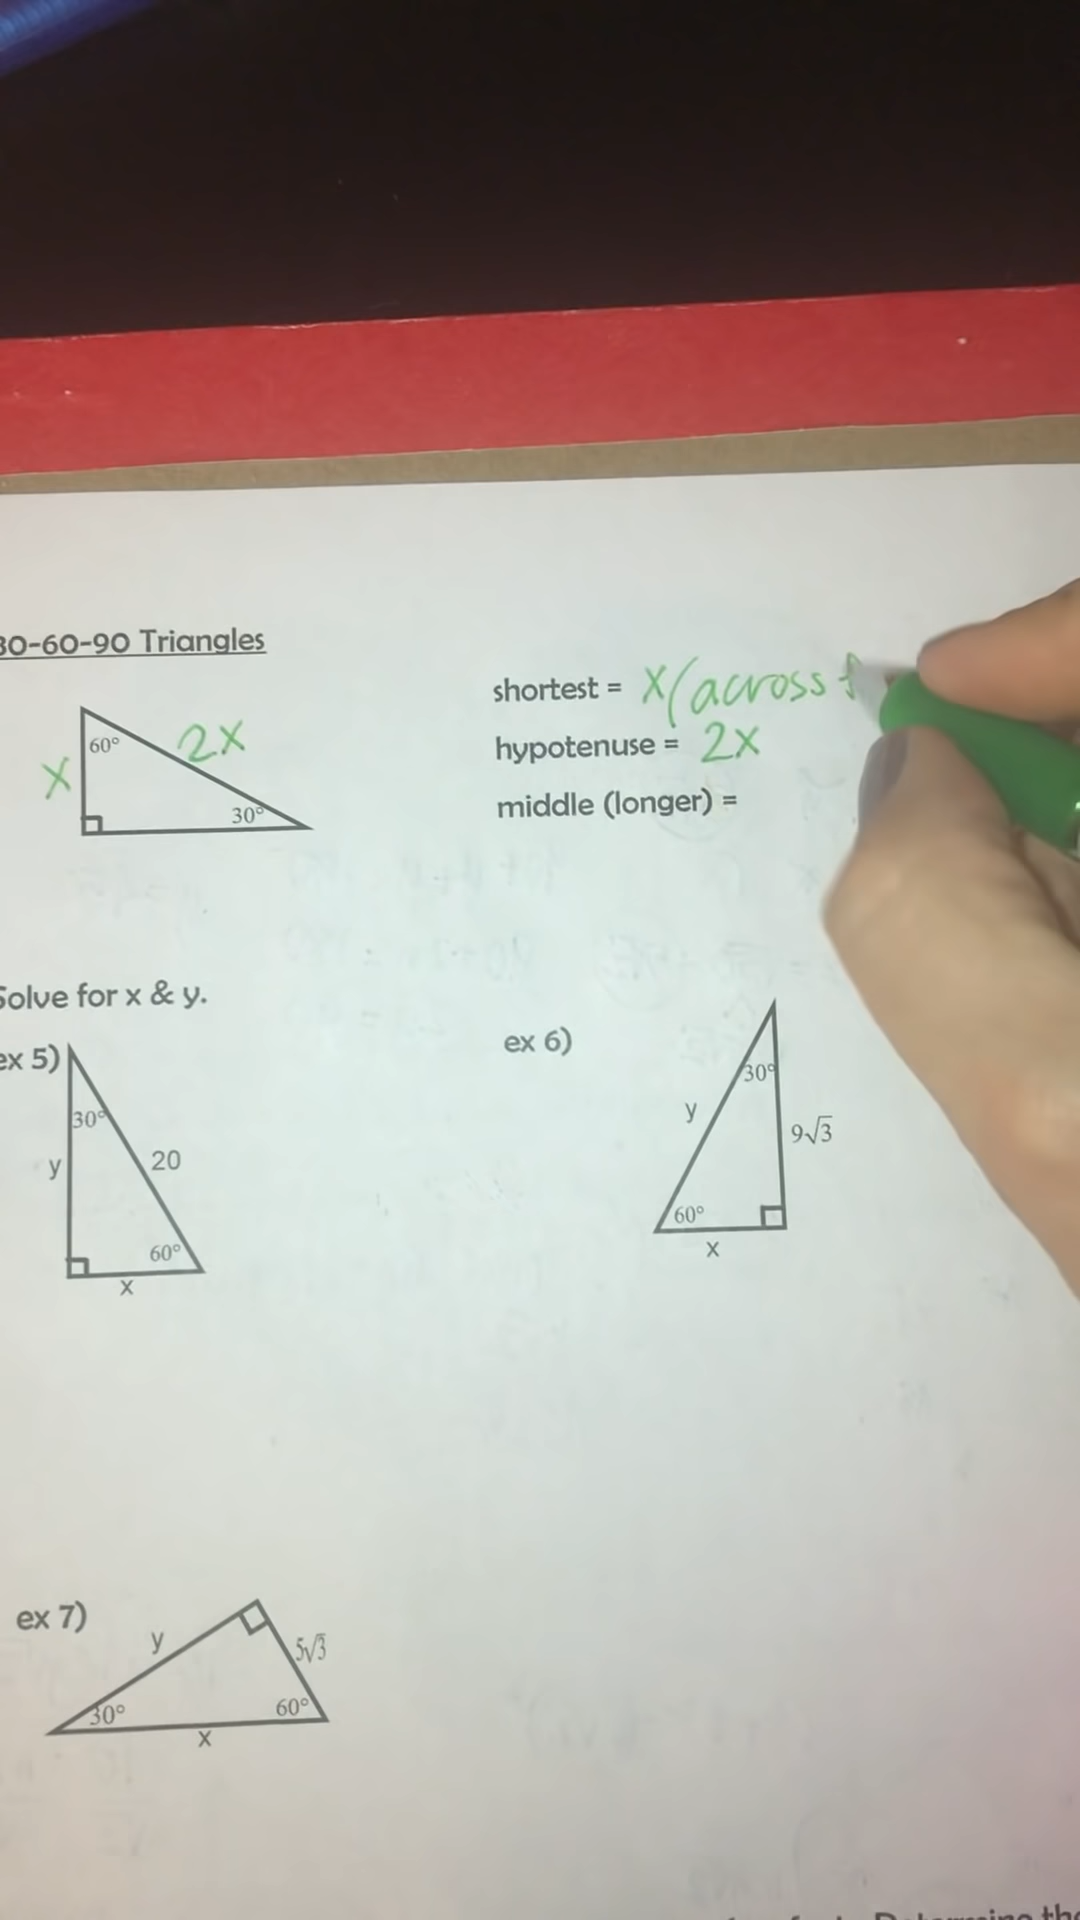 30-60-90 Triangles
60°
2x
x
30°
shortest = x (across
hypotenuse = 2x
middle (longer) =
Solve for x & y.
ex 5)
30°
y
20
60°
x
ex 6)
30°
y
9√3
60°
x
ex 7)
y
5√3
30°
60°
x